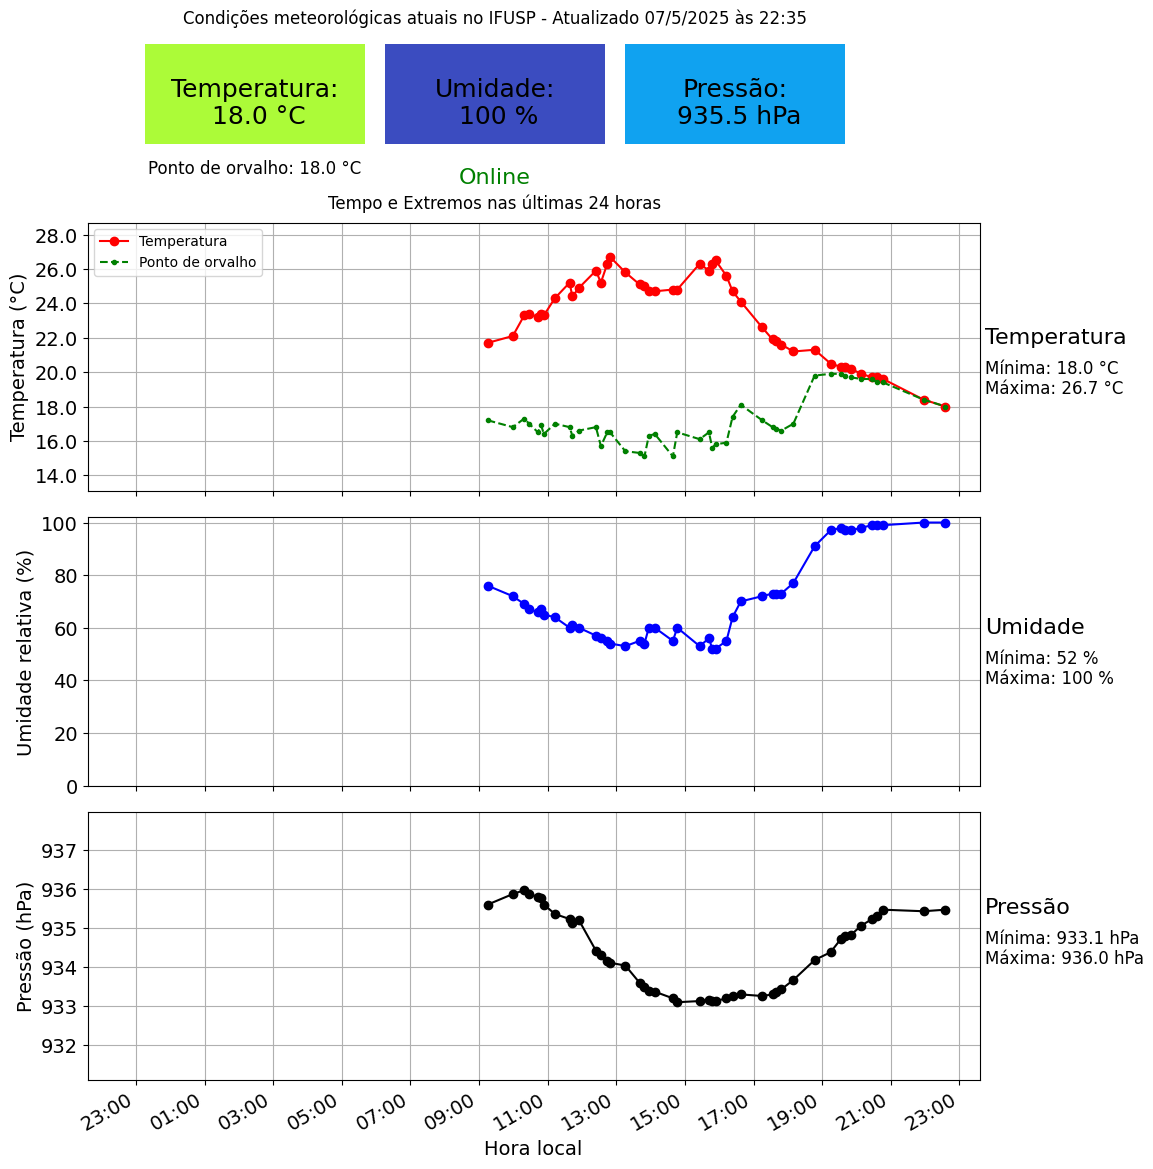 Condições meteorológicas atuais no IFUSP - Atualizado 07/5/2025 às 22:35
Temperatura:
18.0 °C
Umidade:
100 %
Pressão:
935.5 hPa
Ponto de orvalho: 18.0 °C
Online
Tempo e Extremos nas últimas 24 horas
Temperatura (°C)
28.0
26.0
24.0
22.0
20.0
18.0
16.0
14.0
Temperatura
Ponto de orvalho
Temperatura
Mínima: 18.0 °C
Máxima: 26.7 °C
Umidade relativa (%)
100
80
60
40
20
0
Umidade
Mínima: 52 %
Máxima: 100 %
Pressão (hPa)
937
936
935
934
933
932
Pressão
Mínima: 933.1 hPa
Máxima: 936.0 hPa
23:00 01:00 03:00 05:00 07:00 09:00 11:00 13:00 15:00 17:00 19:00 21:00 23:00
Hora local